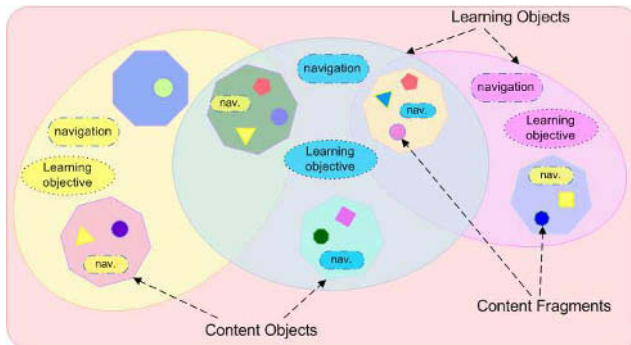 Learning Objects
navigation
navigation
nav.
nav.
navigation
Learning
objective
Learning
objective
Learning
objective
nav.
nav.
nav.
Content Fragments
Content Objects